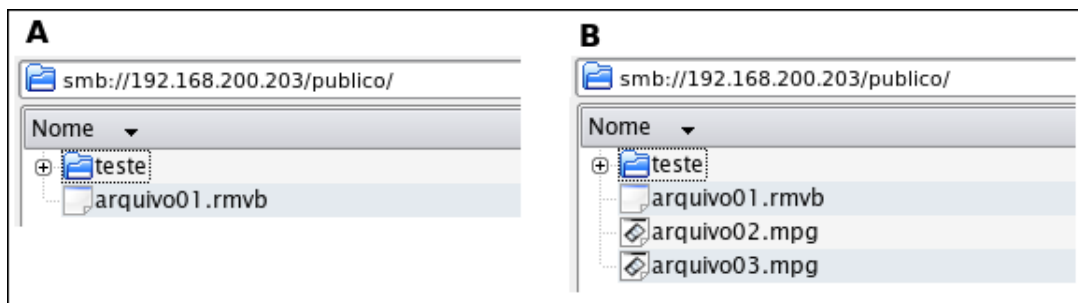 A
smb://192.168.200.203/publico/
Nome
teste
arquivo01.rmvb
B
smb://192.168.200.203/publico/
Nome
teste
arquivo01.rmvb
arquivo02.mpg
arquivo03.mpg